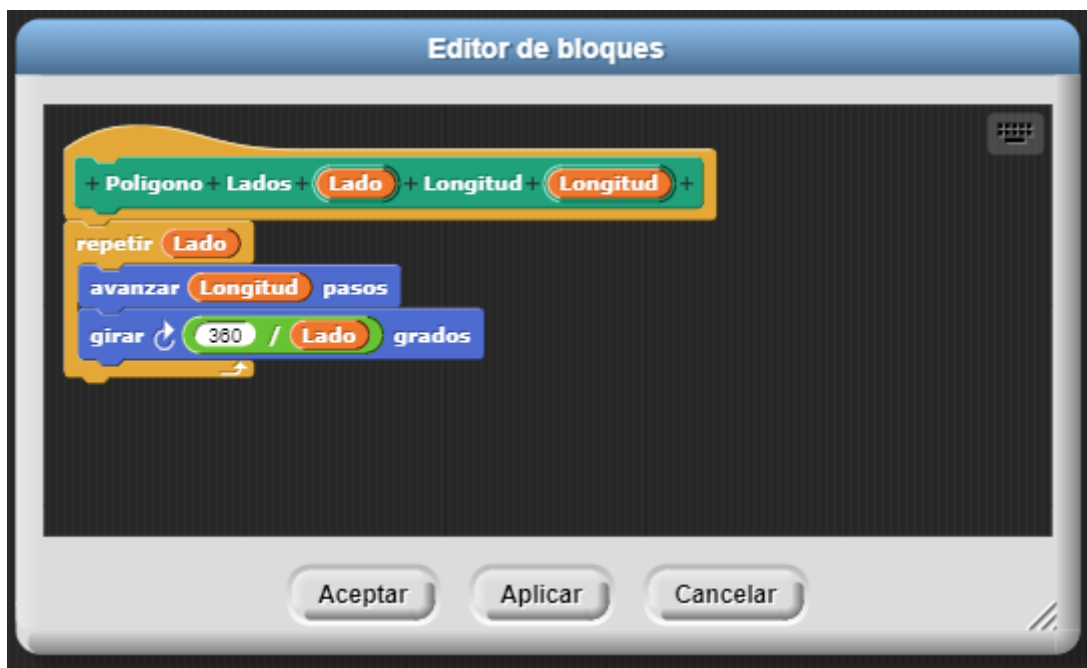 Editor de bloques
+ Poligono + Lados + Lado + Longitud + Longitud +
repetir Lado
avanzar Longitud pasos
girar 360 / Lado grados
Aceptar Aplicar Cancelar